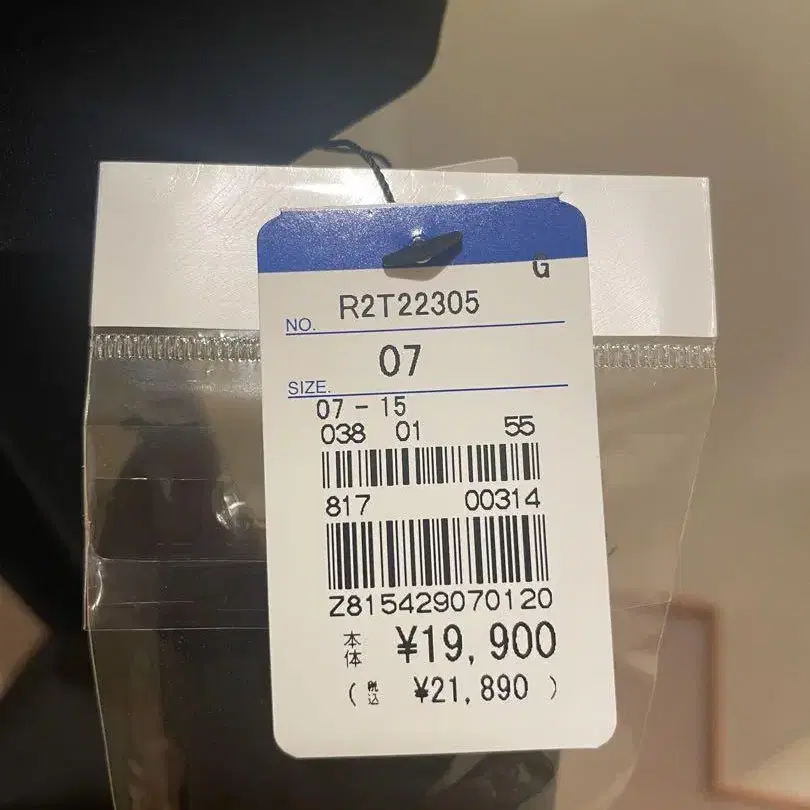 G
NO. R2T22305
SIZE. 07
07-15
038 01 55
817 00314
Z815429070120
本体 ¥19,900
(税込 ¥21,890)